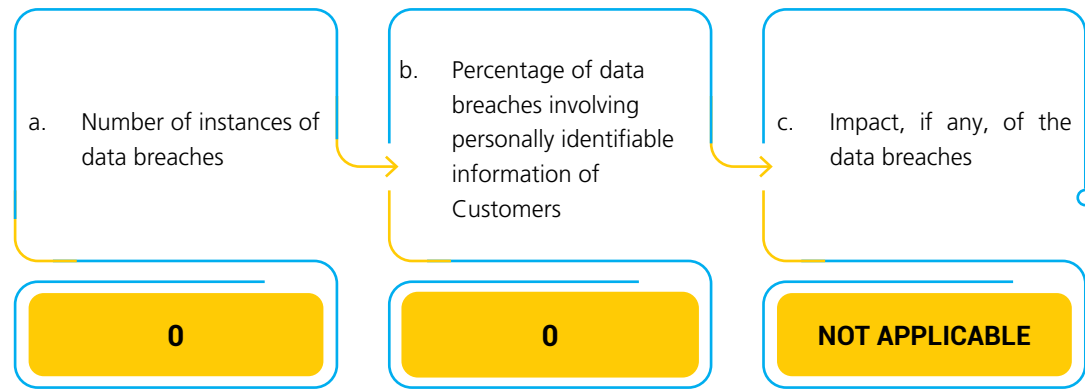 a. Number of instances of
data breaches
b. Percentage of data
breaches involving
personally identifiable
information of
Customers
c. Impact, if any, of the
data breaches
0
0
NOT APPLICABLE